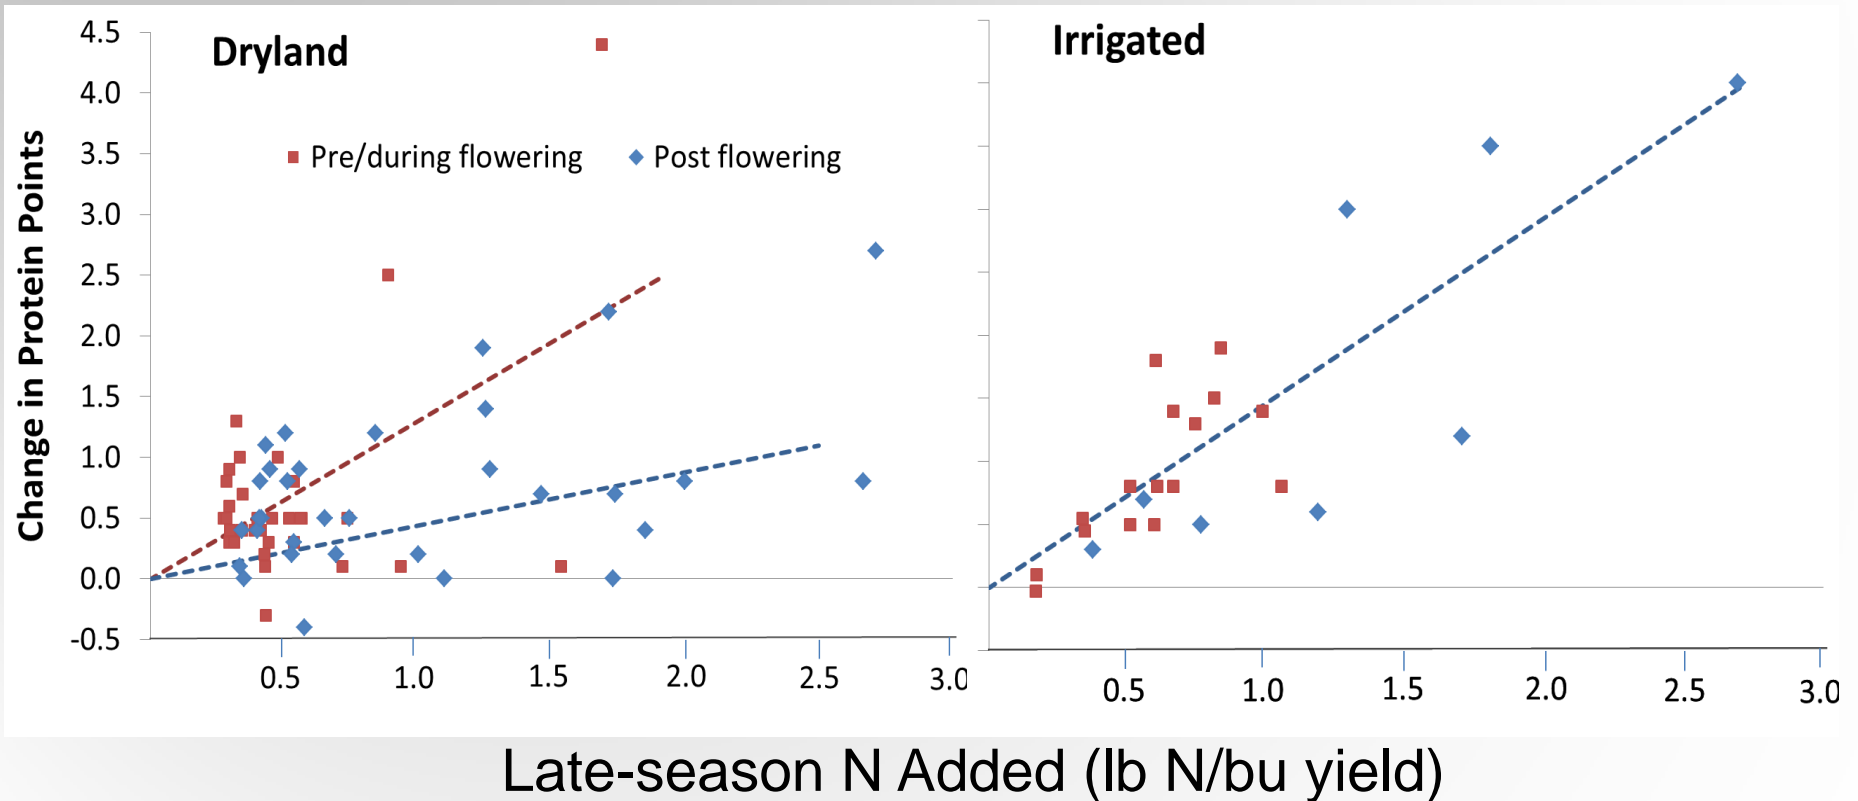 Dryland
Irrigated
Change in Protein Points
4.5
4.0
3.5
3.0
2.5
2.0
1.5
1.0
0.5
0.0
-0.5
Pre/during flowering
Post flowering
0.5 1.0 1.5 2.0 2.5 3.0
0.5 1.0 1.5 2.0 2.5 3.0
Late-season N Added (lb N/bu yield)